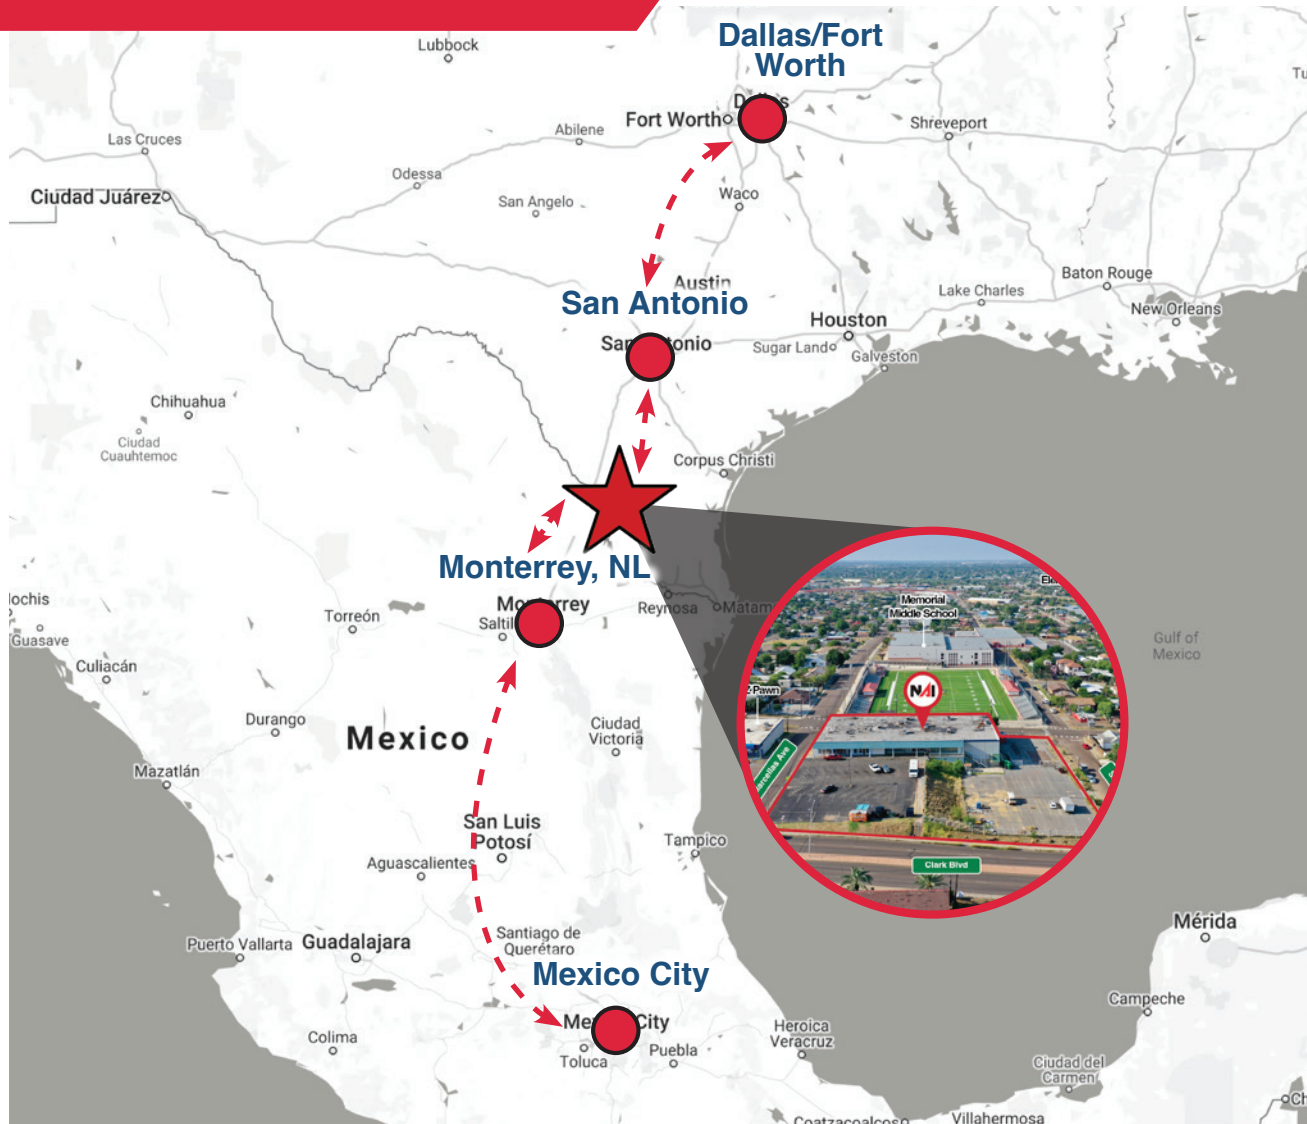 Dallas/Fort
Worth
Lubbock
Fort Worth
Abilene
Shreveport
Las Cruces
Odessa
Ciudad Juárez
San Angelo
Waco
Austin
Baton Rouge
Lake Charles
New Orleans
San Antonio
Houston
Sugar Land
Galveston
Chihuahua
Ciudad
Cuauhtemoc
Corpus Christi
Monterrey, NL
Reynosa
Torreón
Guasave
Culiacán
Gulf of
Mexico
Memorial
Middle School
Z Pawn
NAI
Clark Blvd
Durango
Ciudad
Victoria
Mexico
Mazatlán
San Luis
Potosí
Aguascalientes
Tampico
Puerto Vallarta
Guadalajara
Santiago de
Querétaro
Mexico City
Mérida
Campeche
Colima
Toluca
Puebla
Heroica
Veracruz
Ciudad del
Carmen
Coatzacoalcos
Villahermosa